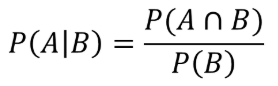 P(A|B) = P(A ∩ B) / P(B)